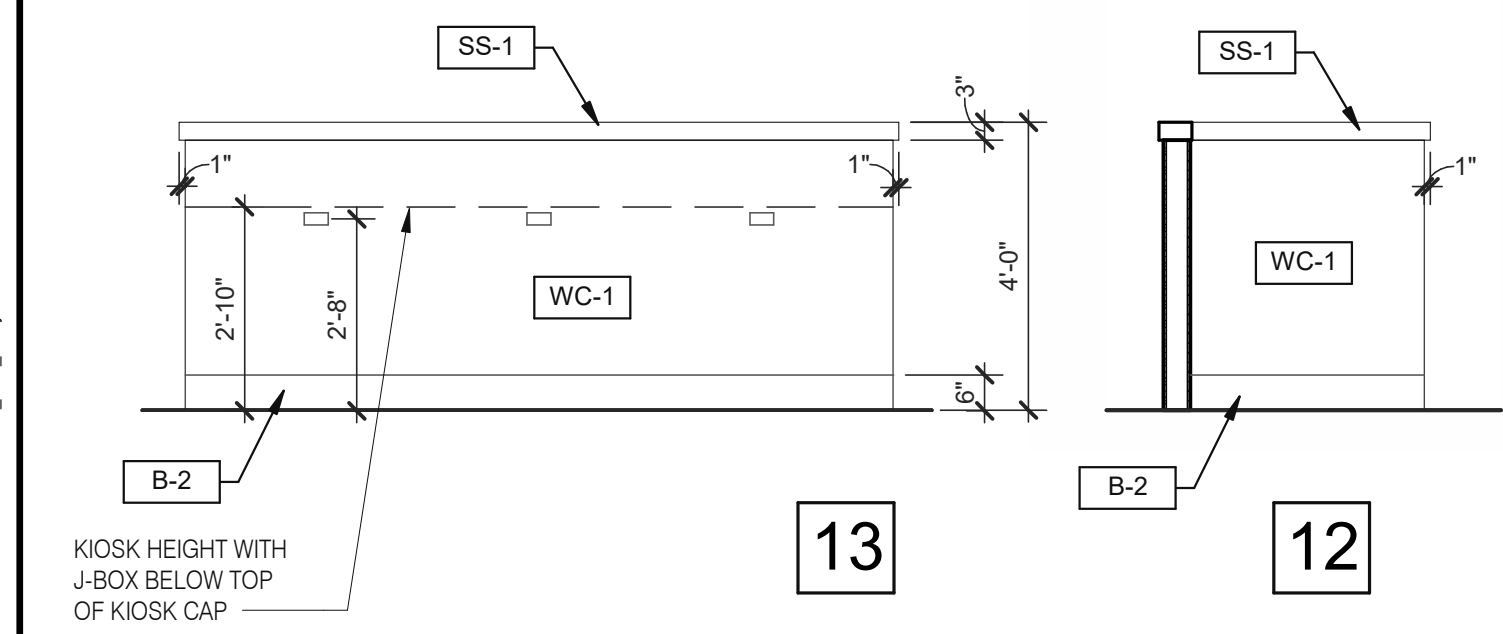 SS-1
SS-1
3"
1"
1"
1"
2'-10"
2'-8"
WC-1
4'-0"
WC-1
6"
B-2
B-2
KIOSK HEIGHT WITH
J-BOX BELOW TOP
OF KIOSK CAP
13
12